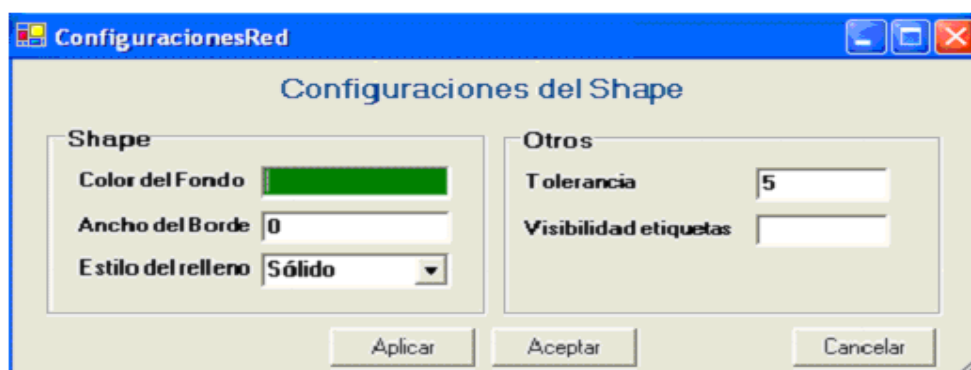 ConfiguracionesRed
Configuraciones del Shape
Shape
Color del Fondo
Ancho del Borde 0
Estilo del relleno Sólido
Otros
Tolerancia 5
Visibilidad etiquetas
Aplicar Aceptar Cancelar